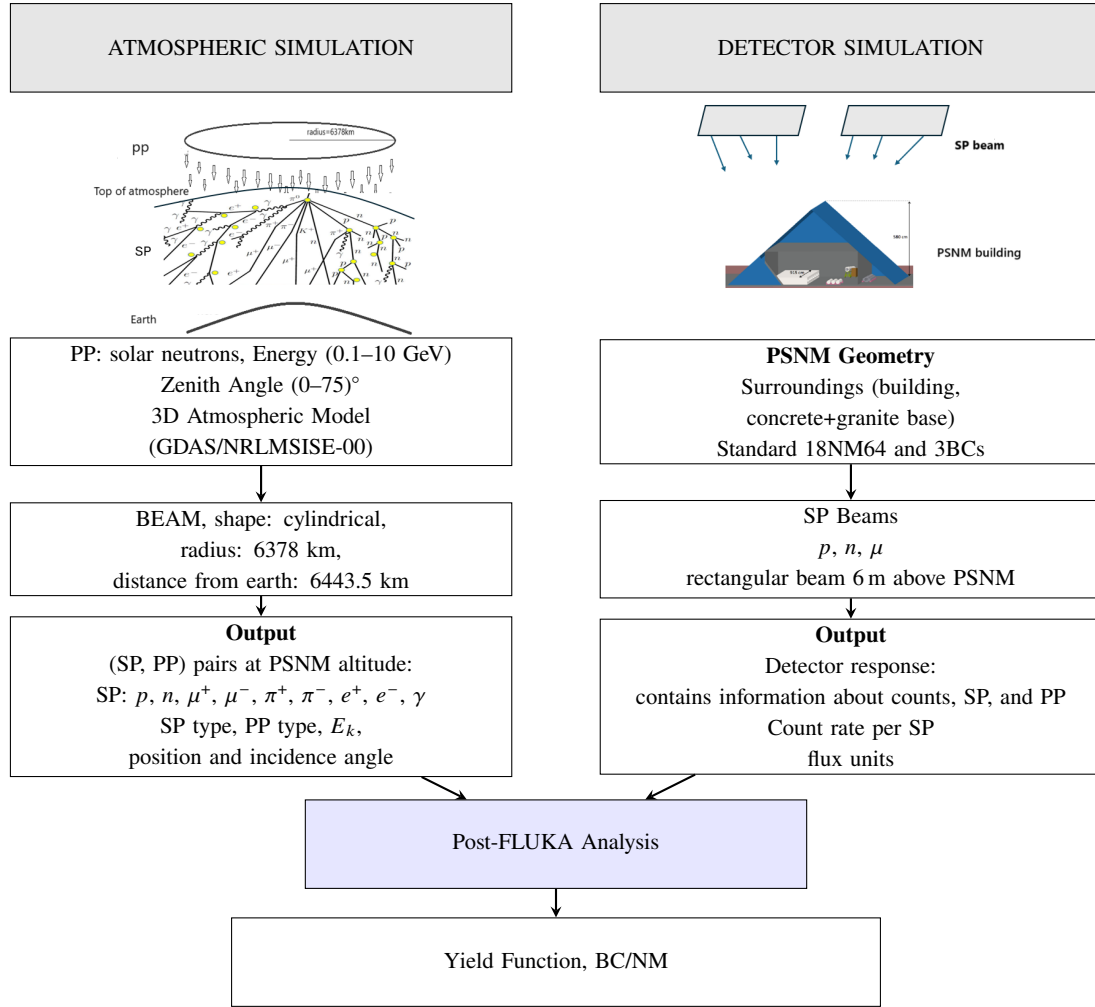 ATMOSPHERIC SIMULATION
radius=6378km
pp
Top of atmosphere
SP
Earth
PP: solar neutrons, Energy (0.1–10 GeV)
Zenith Angle (0–75)°
3D Atmospheric Model
(GDAS/NRLMSISE-00)
BEAM, shape: cylindrical,
radius: 6378 km,
distance from earth: 6443.5 km
Output
(SP, PP) pairs at PSNM altitude:
SP: p, n, μ⁺, μ⁻, π⁺, π⁻, e⁺, e⁻, γ
SP type, PP type, Eₖ,
position and incidence angle
DETECTOR SIMULATION
SP beam
PSNM building
PSNM Geometry
Surroundings (building,
concrete+granite base)
Standard 18NM64 and 3BCs
SP Beams
p, n, μ
rectangular beam 6 m above PSNM
Output
Detector response:
contains information about counts, SP, and PP
Count rate per SP
flux units
Post-FLUKA Analysis
Yield Function, BC/NM